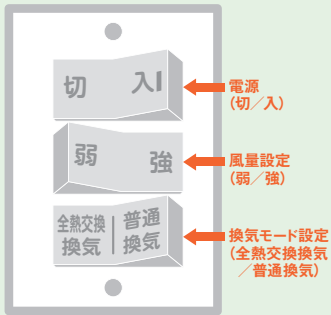 切 入
電源
(切／入)
弱 強
風量設定
(弱／強)
全熱交換
換気
普通
換気
換気モード設定
(全熱交換換気
／普通換気)